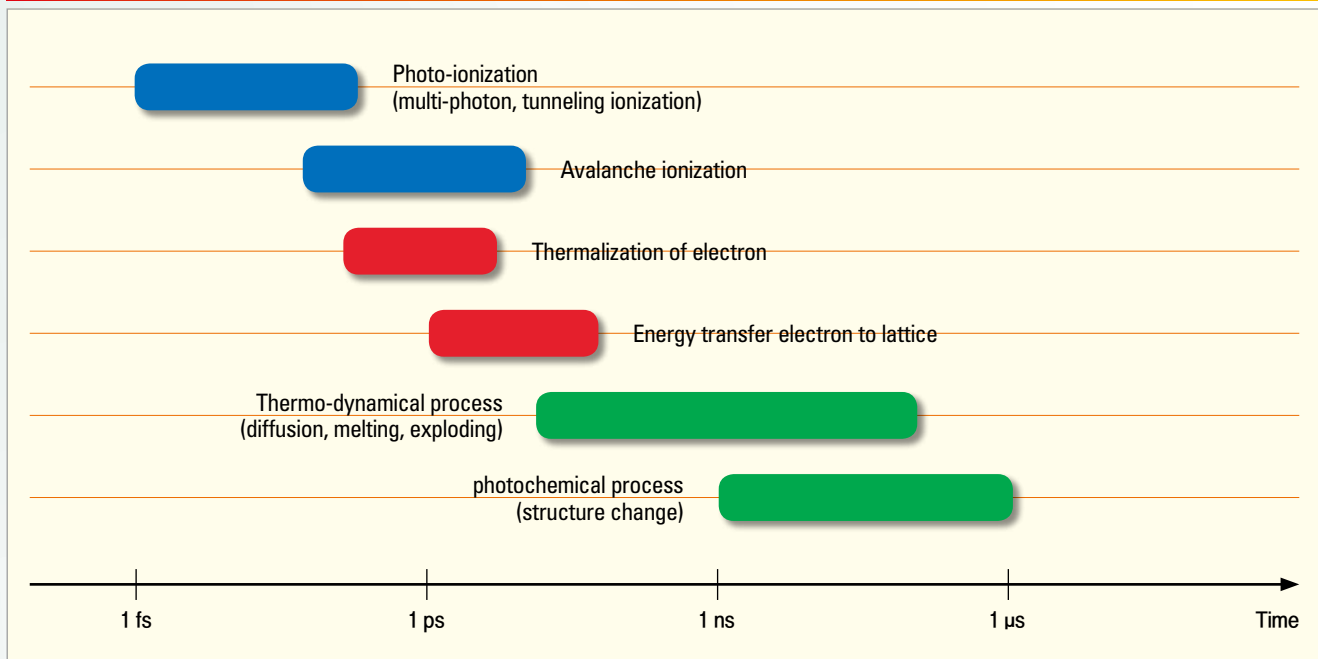 Photo-ionization
(multi-photon, tunneling ionization)
Avalanche ionization
Thermalization of electron
Energy transfer electron to lattice
Thermo-dynamical process
(diffusion, melting, exploding)
photochemical process
(structure change)
1 fs
1 ps
1 ns
1 µs
Time